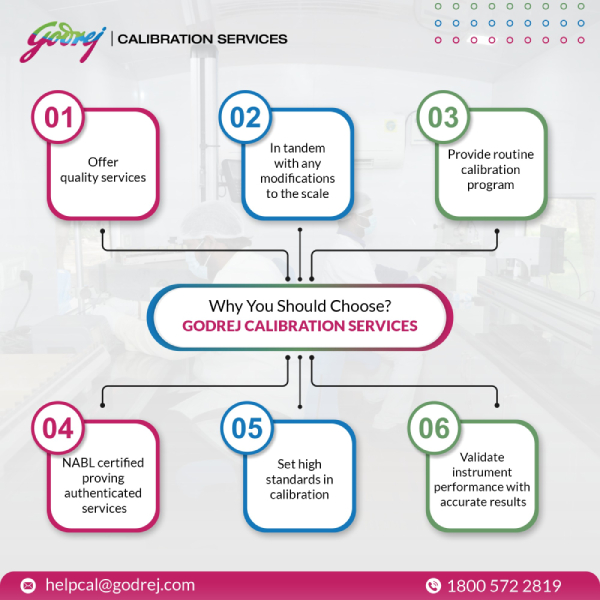 Godrej | CALIBRATION SERVICES
01
Offer
quality services
02
In tandem
with any
modifications
to the scale
03
Provide routine
calibration
program
Why You Should Choose?
GODREJ CALIBRATION SERVICES
04
NABL certified
proving
authenticated
services
05
Set high
standards in
calibration
06
Validate
instrument
performance with
accurate results
helpcal@godrej.com
1800 572 2819